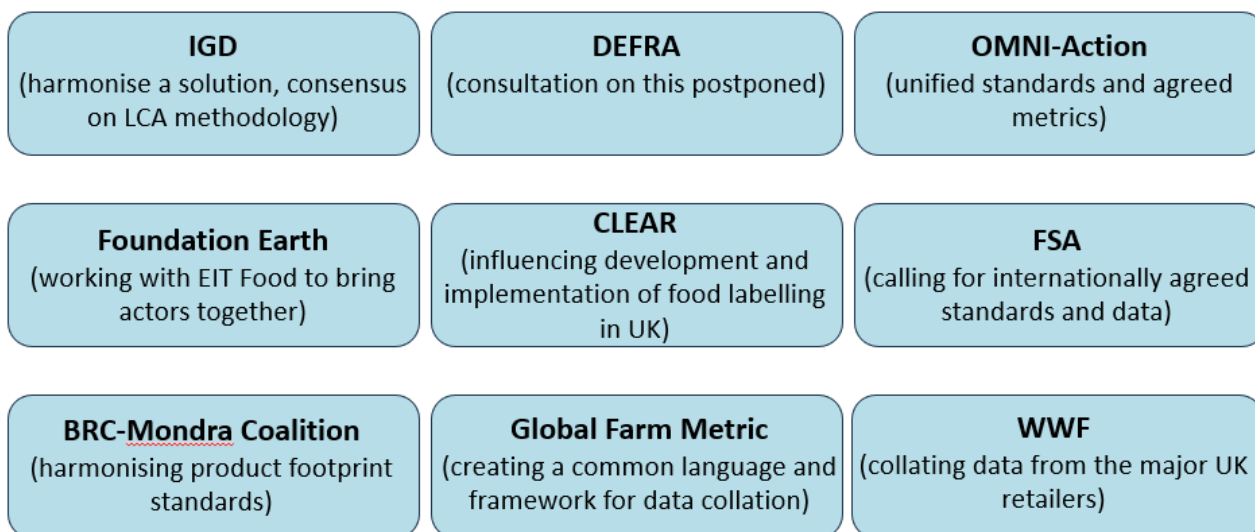 IGD
(harmonise a solution, consensus
on LCA methodology)
DEFRA
(consultation on this postponed)
OMNI-Action
(unified standards and agreed
metrics)
Foundation Earth
(working with EIT Food to bring
actors together)
CLEAR
(influencing development and
implementation of food labelling
in UK)
FSA
(calling for internationally agreed
standards and data)
BRC-Mondra Coalition
(harmonising product footprint
standards)
Global Farm Metric
(creating a common language and
framework for data collation)
WWF
(collating data from the major UK
retailers)